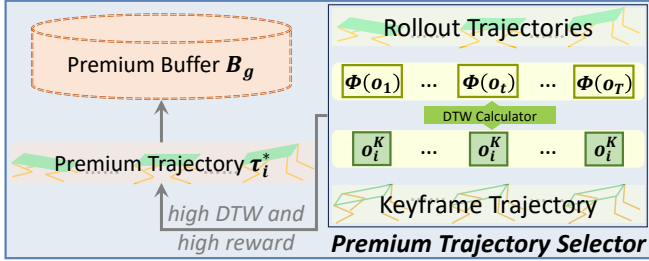 Premium Buffer B_g
Premium Trajectory τ_i^*
high DTW and
high reward
Rollout Trajectories
Φ(o_1) ... Φ(o_t) ... Φ(o_T)
DTW Calculator
o_i^K ... o_i^K ... o_i^K
Keyframe Trajectory
Premium Trajectory Selector